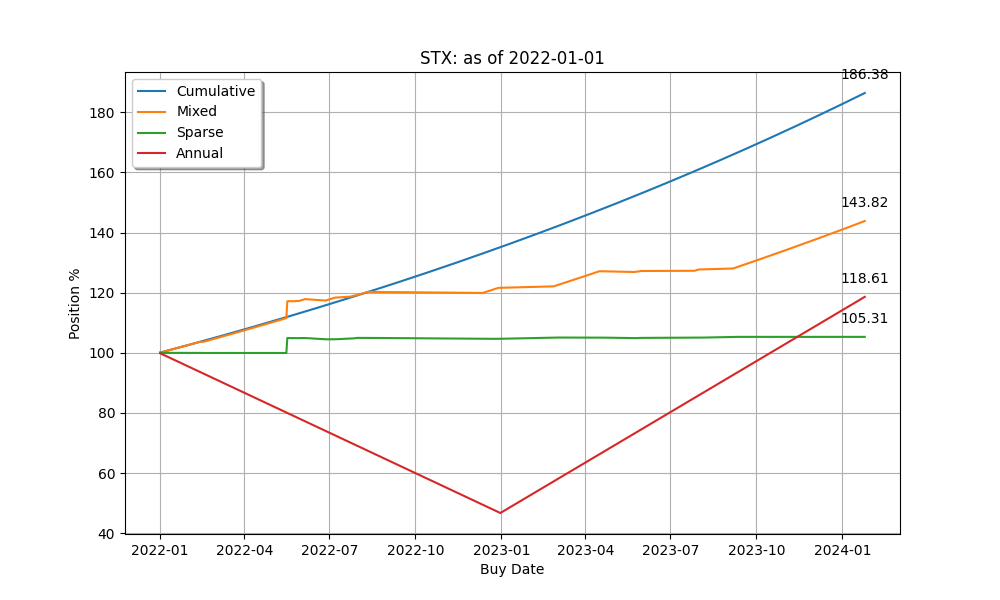 STX: as of 2022-01-01
186.38
Cumulative
Mixed
Sparse
Annual
143.82
118.61
105.31
180
160
140
120
100
80
60
40
Position %
2022-01 2022-04 2022-07 2022-10 2023-01 2023-04 2023-07 2023-10 2024-01
Buy Date